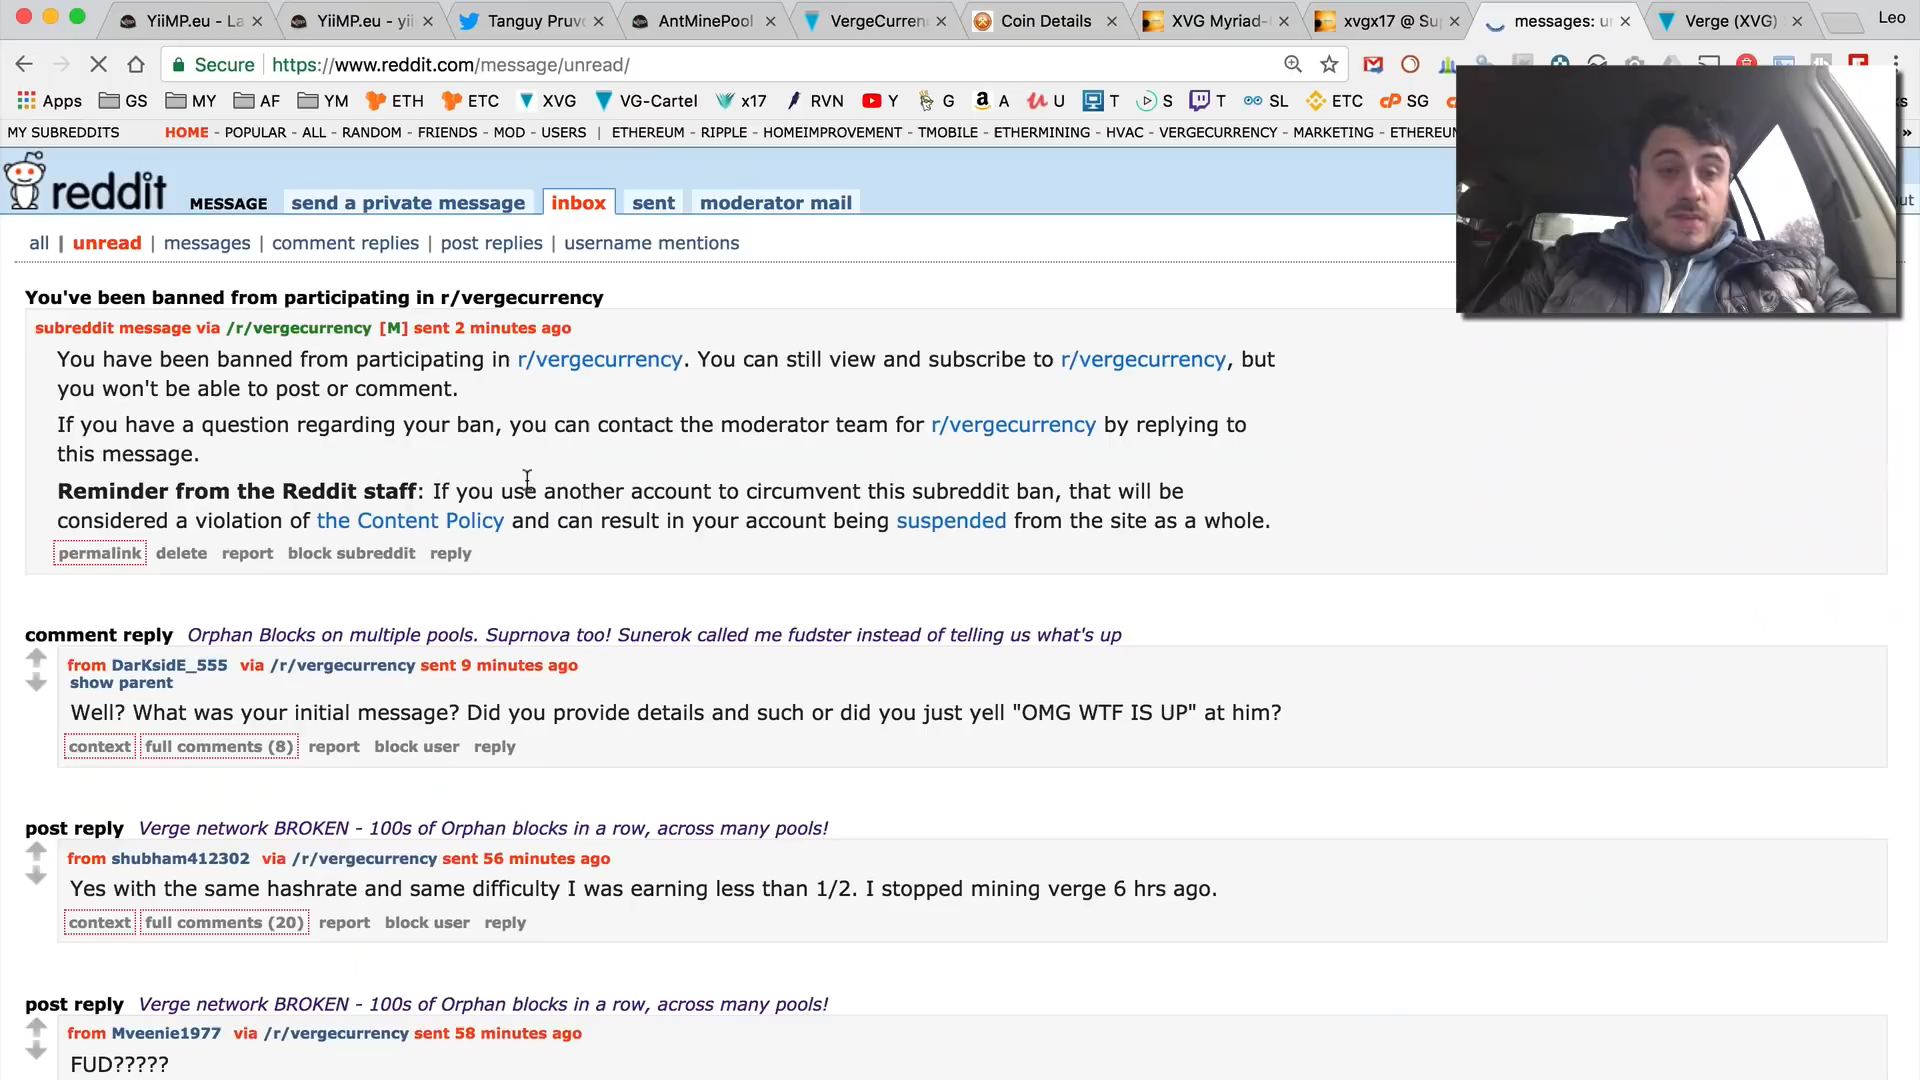 YiiMP.eu - La
YiiMP.eu - yii
Tanguy Pruvo
AntMinePool
VergeCurren
Coin Details
XVG Myriad-
xvgx17 @ Su
messages: u
Verge (XVG)
Leo
Secure https://www.reddit.com/message/unread/
Apps GS MY AF YM ETH ETC XVG VG-Cartel x17 RVN Y G A U T S T SL ETC SG
MY SUBREDDITS HOME - POPULAR - ALL - RANDOM - FRIENDS - MOD - USERS | ETHEREUM - RIPPLE - HOMEIMPROVEMENT - TMOBILE - ETHERMINING - HVAC - VERGECURRENCY - MARKETING - ETHEREUM »
reddit MESSAGE send a private message inbox sent moderator mail
all | unread | messages | comment replies | post replies | username mentions
You've been banned from participating in r/vergecurrency
subreddit message via /r/vergecurrency [M] sent 2 minutes ago
You have been banned from participating in r/vergecurrency. You can still view and subscribe to r/vergecurrency, but
you won't be able to post or comment.
If you have a question regarding your ban, you can contact the moderator team for r/vergecurrency by replying to
this message.
Reminder from the Reddit staff: If you use another account to circumvent this subreddit ban, that will be
considered a violation of the Content Policy and can result in your account being suspended from the site as a whole.
permalink delete report block subreddit reply
comment reply Orphan Blocks on multiple pools. Suprnova too! Sunerok called me fudster instead of telling us what's up
from DarKsidE_555 via /r/vergecurrency sent 9 minutes ago
show parent
Well? What was your initial message? Did you provide details and such or did you just yell "OMG WTF IS UP" at him?
context full comments (8) report block user reply
post reply Verge network BROKEN - 100s of Orphan blocks in a row, across many pools!
from shubham412302 via /r/vergecurrency sent 56 minutes ago
Yes with the same hashrate and same difficulty I was earning less than 1/2. I stopped mining verge 6 hrs ago.
context full comments (20) report block user reply
post reply Verge network BROKEN - 100s of Orphan blocks in a row, across many pools!
from Mveenie1977 via /r/vergecurrency sent 58 minutes ago
FUD?????